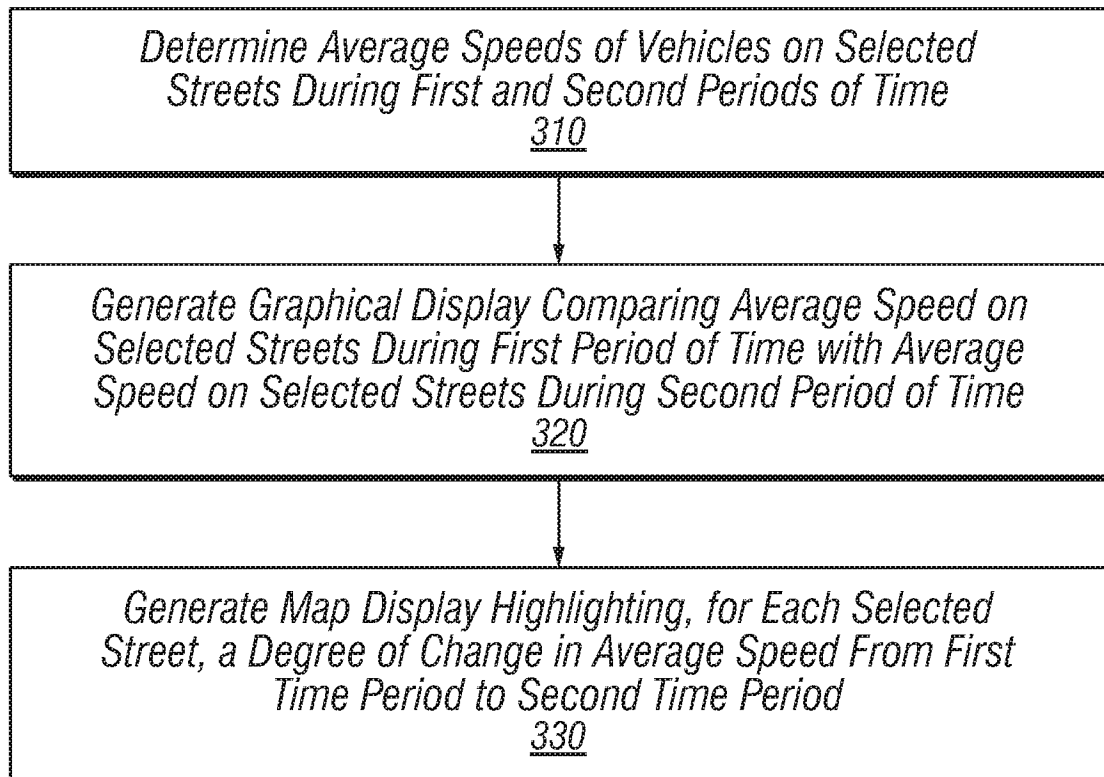 Determine Average Speeds of Vehicles on Selected
Streets During First and Second Periods of Time
310
Generate Graphical Display Comparing Average Speed on
Selected Streets During First Period of Time with Average
Speed on Selected Streets During Second Period of Time
320
Generate Map Display Highlighting, for Each Selected
Street, a Degree of Change in Average Speed From First
Time Period to Second Time Period
330